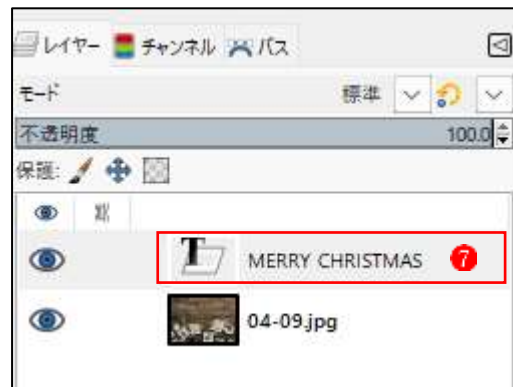 レイヤー チャンネル パス
モード 標準
不透明度 100.0
保護:
T MERRY CHRISTMAS 7
04-09.jpg